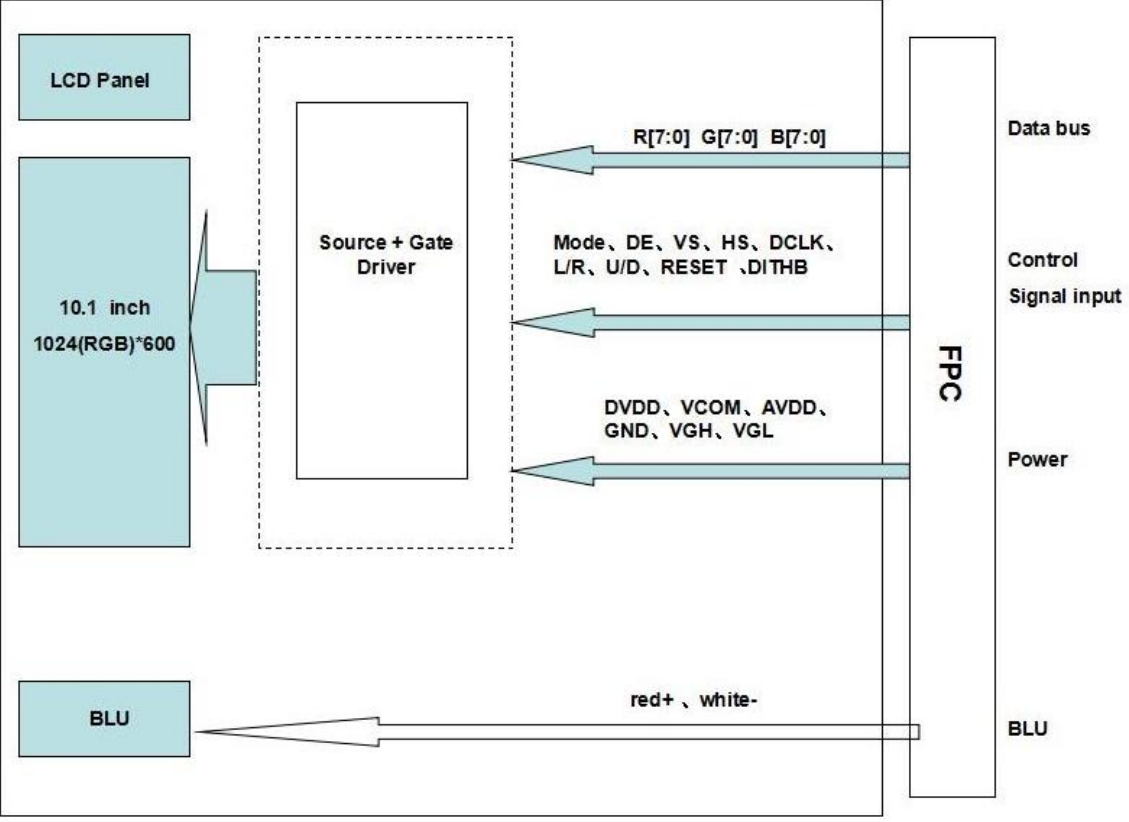 LCD Panel
10.1 inch
1024(RGB)*600
Source + Gate
Driver
R[7:0] G[7:0] B[7:0]
Mode、DE、VS、HS、DCLK、
L/R、U/D、RESET 、DITHB
DVDD、VCOM、AVDD、
GND、VGH、VGL
FPC
Data bus
Control
Signal input
Power
BLU
red+ 、white-
BLU